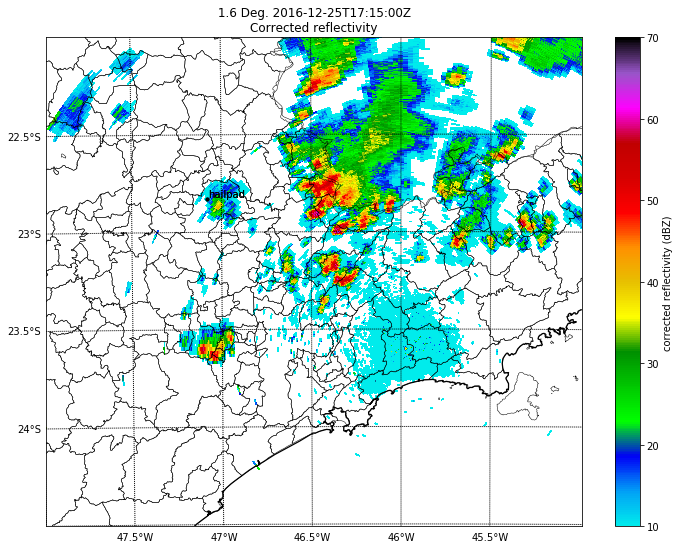 1.6 Deg. 2016-12-25T17:15:00Z
Corrected reflectivity
22.5°S
23°S
23.5°S
24°S
47.5°W
47°W
46.5°W
46°W
45.5°W
hailpad
70
60
50
40
30
20
10
corrected reflectivity (dBZ)